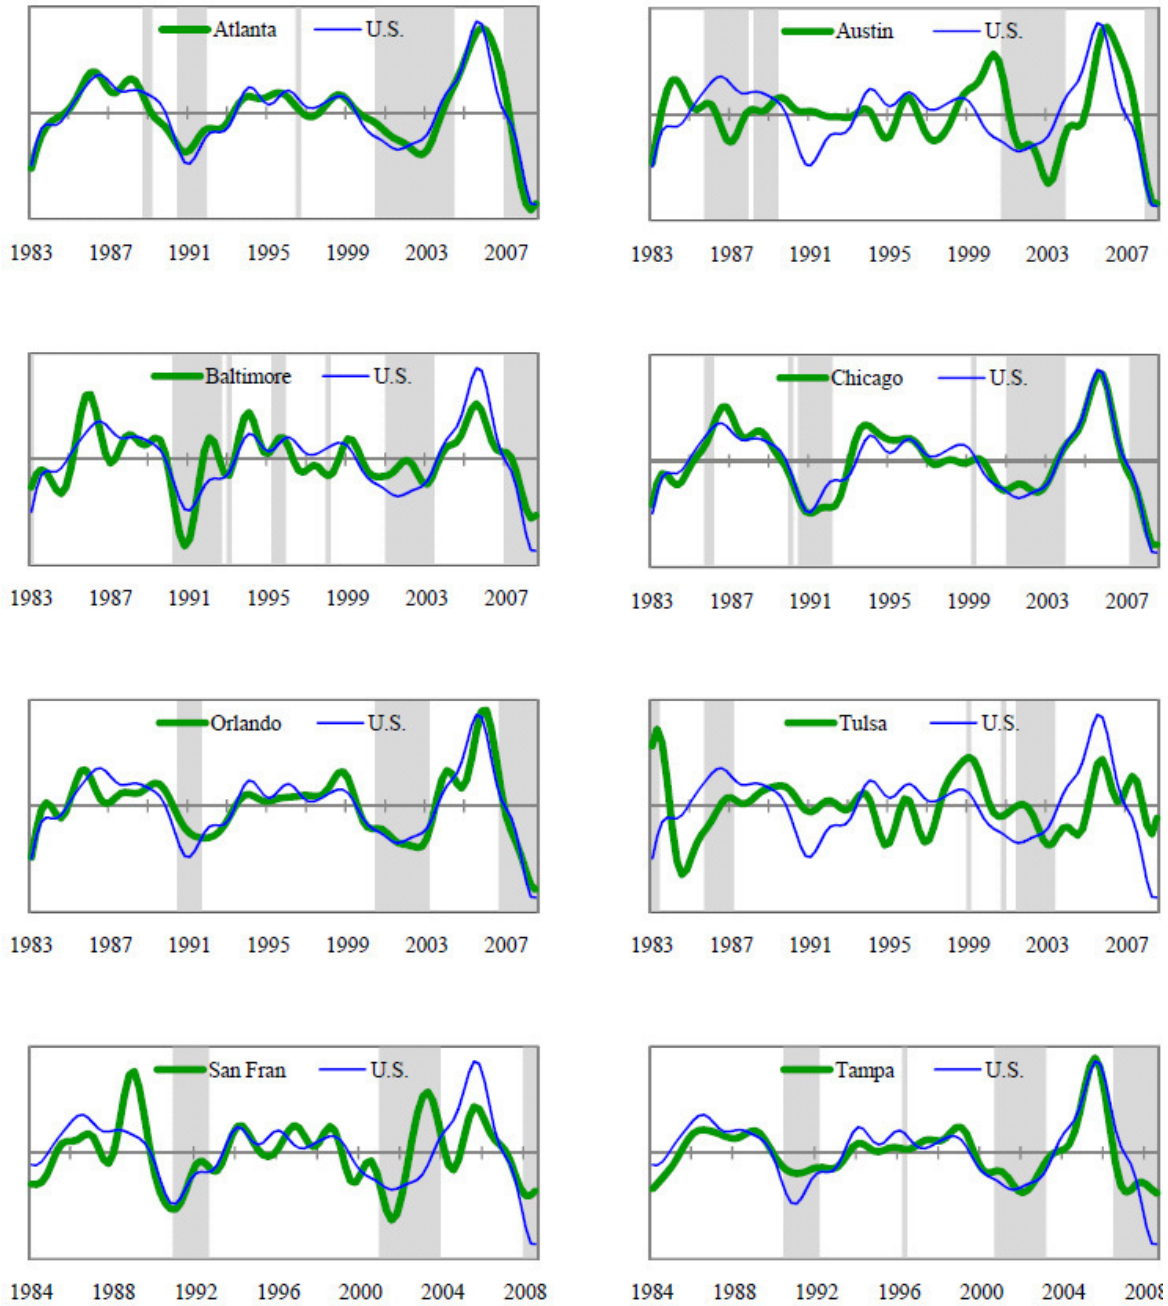 Atlanta U.S. Austin U.S.
1983 1987 1991 1995 1999 2003 2007 1983 1987 1991 1995 1999 2003 2007
Baltimore U.S. Chicago U.S.
1983 1987 1991 1995 1999 2003 2007 1983 1987 1991 1995 1999 2003 2007
Orlando U.S. Tulsa U.S.
1983 1987 1991 1995 1999 2003 2007 1983 1987 1991 1995 1999 2003 2007
San Fran U.S. Tampa U.S.
1984 1988 1992 1996 2000 2004 2008 1984 1988 1992 1996 2000 2004 2008